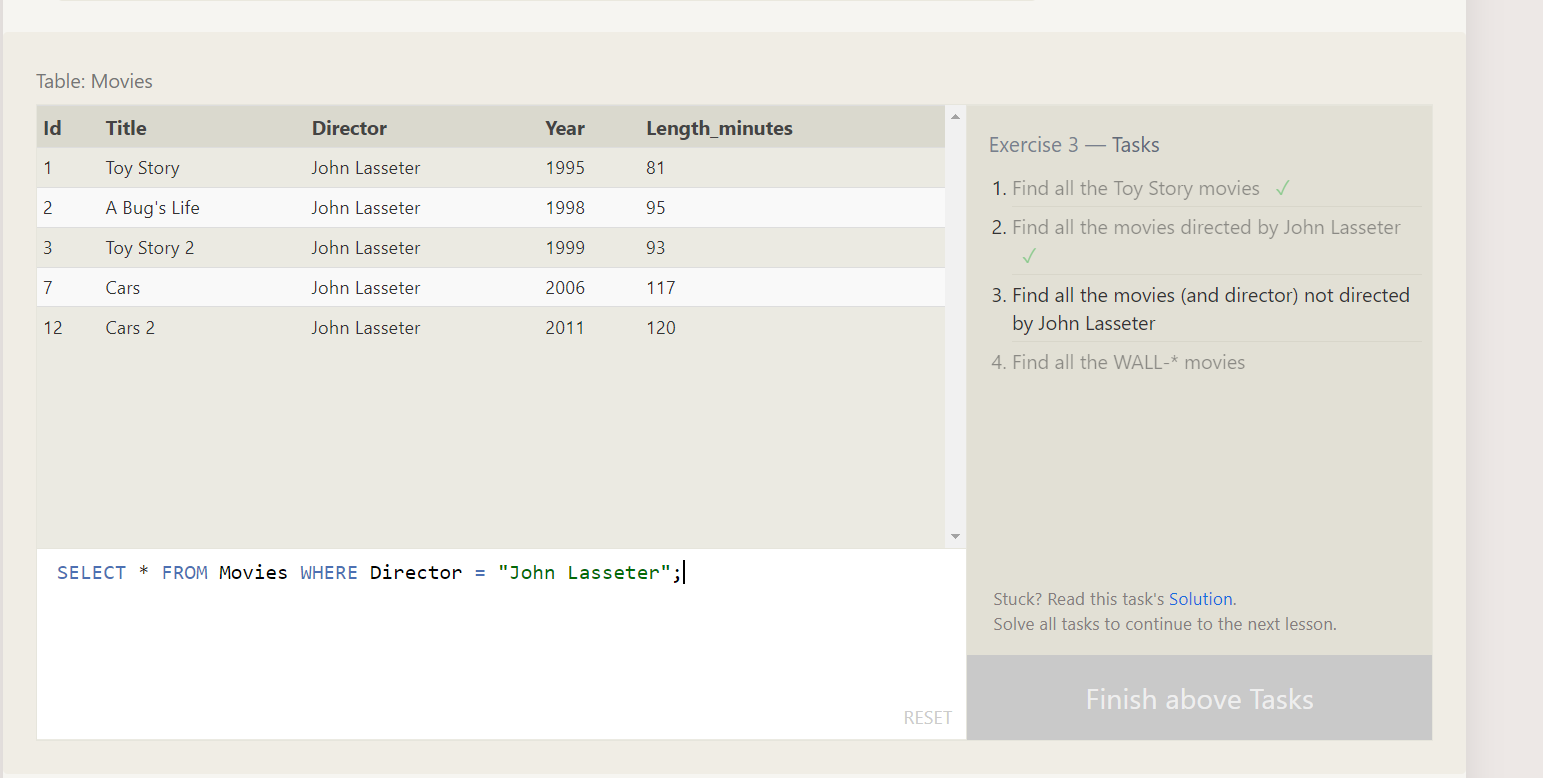 Table: Movies
Id Title Director Year Length_minutes
1 Toy Story John Lasseter 1995 81
2 A Bug's Life John Lasseter 1998 95
3 Toy Story 2 John Lasseter 1999 93
7 Cars John Lasseter 2006 117
12 Cars 2 John Lasseter 2011 120
SELECT * FROM Movies WHERE Director = "John Lasseter";
RESET
Exercise 3 — Tasks
1. Find all the Toy Story movies ✓
2. Find all the movies directed by John Lasseter
✓
3. Find all the movies (and director) not directed
by John Lasseter
4. Find all the WALL-* movies
Stuck? Read this task's Solution.
Solve all tasks to continue to the next lesson.
Finish above Tasks